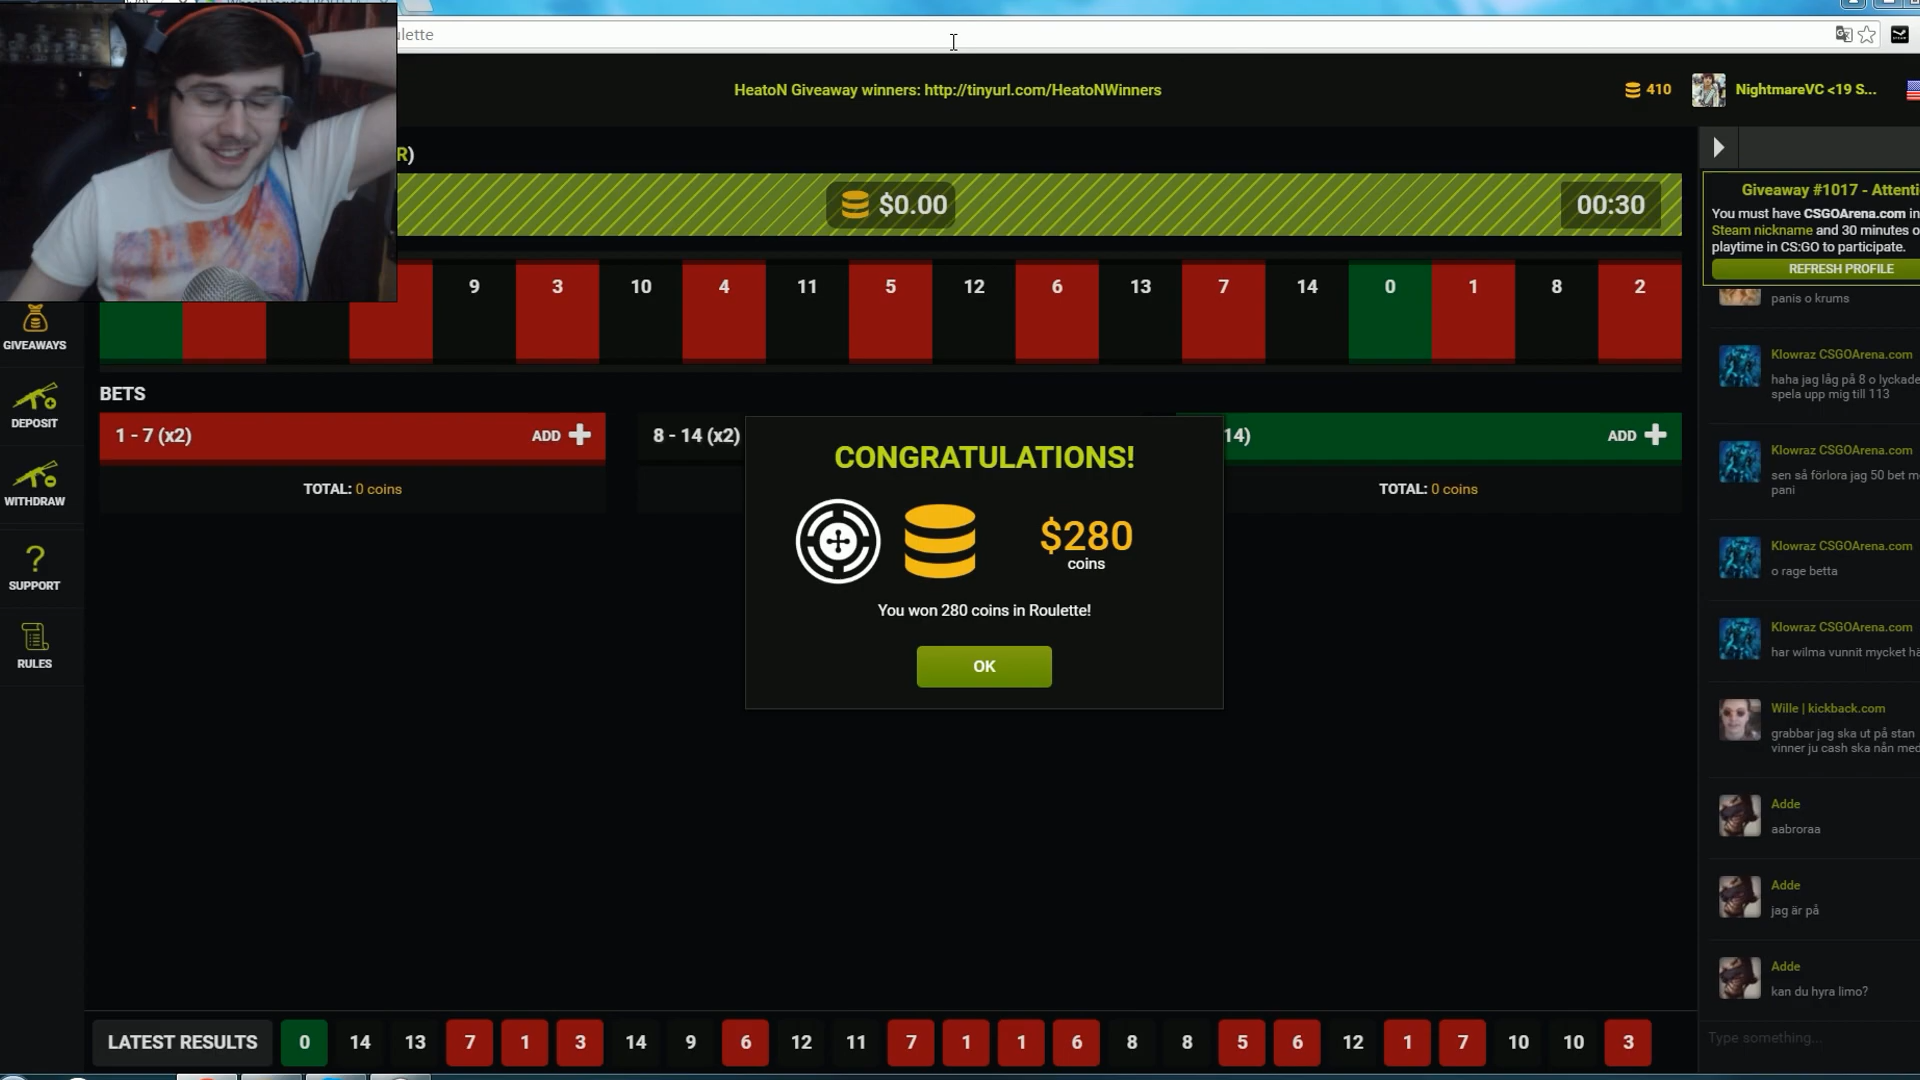 lette
HeatoN Giveaway winners: http://tinyurl.com/HeatoNWinners
410
NightmareVC <19 S...
R)
$0.00
00:30
9 3 10 4 11 5 12 6 13 7 14 0 1 8 2
GIVEAWAYS
DEPOSIT
WITHDRAW
SUPPORT
RULES
BETS
1 - 7 (x2)
ADD
TOTAL: 0 coins
8 - 14 (x2)
14)
ADD
TOTAL: 0 coins
CONGRATULATIONS!
$280
coins
You won 280 coins in Roulette!
OK
Giveaway #1017 - Attenti
You must have CSGOArena.com in
Steam nickname and 30 minutes o
playtime in CS:GO to participate.
REFRESH PROFILE
panis o krums
Klowraz CSGOArena.com
haha jag låg på 8 o lyckade
spela upp mig till 113
Klowraz CSGOArena.com
sen så förlora jag 50 bet m
pani
Klowraz CSGOArena.com
o rage betta
Klowraz CSGOArena.com
har wilma vunnit mycket hä
Wille | kickback.com
grabbar jag ska ut på stan
vinner ju cash ska nån med
Adde
aabroraa
Adde
jag är på
Adde
kan du hyra limo?
Type something...
LATEST RESULTS 0 14 13 7 1 3 14 9 6 12 11 7 1 1 6 8 8 5 6 12 1 7 10 10 3